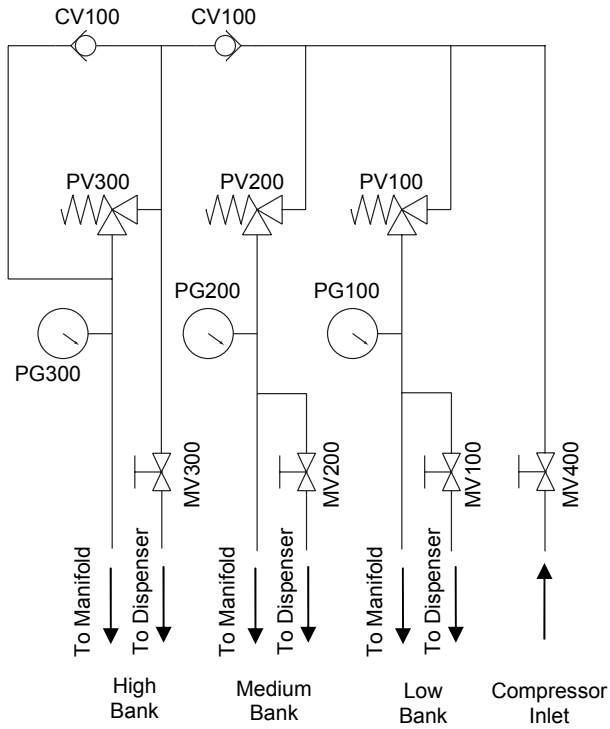 CV100
CV100
PV300
PV200
PV100
PG200
PG100
PG300
MV300
MV200
MV100
MV400
To Manifold
To Dispenser
To Manifold
To Dispenser
To Manifold
To Dispenser
High
Bank
Medium
Bank
Low
Bank
Compressor
Inlet